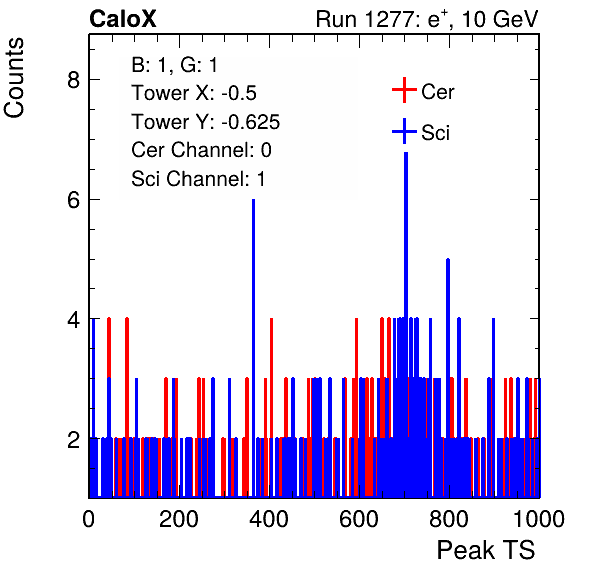 CaloX Run 1277: e+, 10 GeV
Counts
B: 1, G: 1
Tower X: -0.5
Tower Y: -0.625
Cer Channel: 0
Sci Channel: 1
Cer
Sci
8
6
4
2
0 200 400 600 800 1000
Peak TS